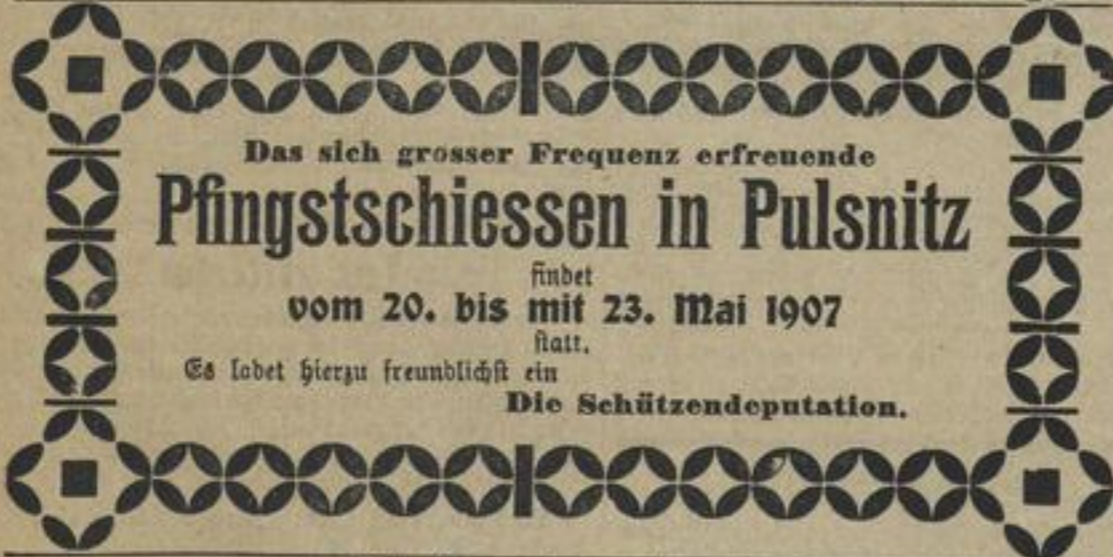 Das sich grosser Frequenz erfreuende
Pfingstschiessen in Pulsnitz
findet
vom 20. bis mit 23. Mai 1907
statt.
Es ladet hierzu freundlichst ein
Die Schützendeputation.